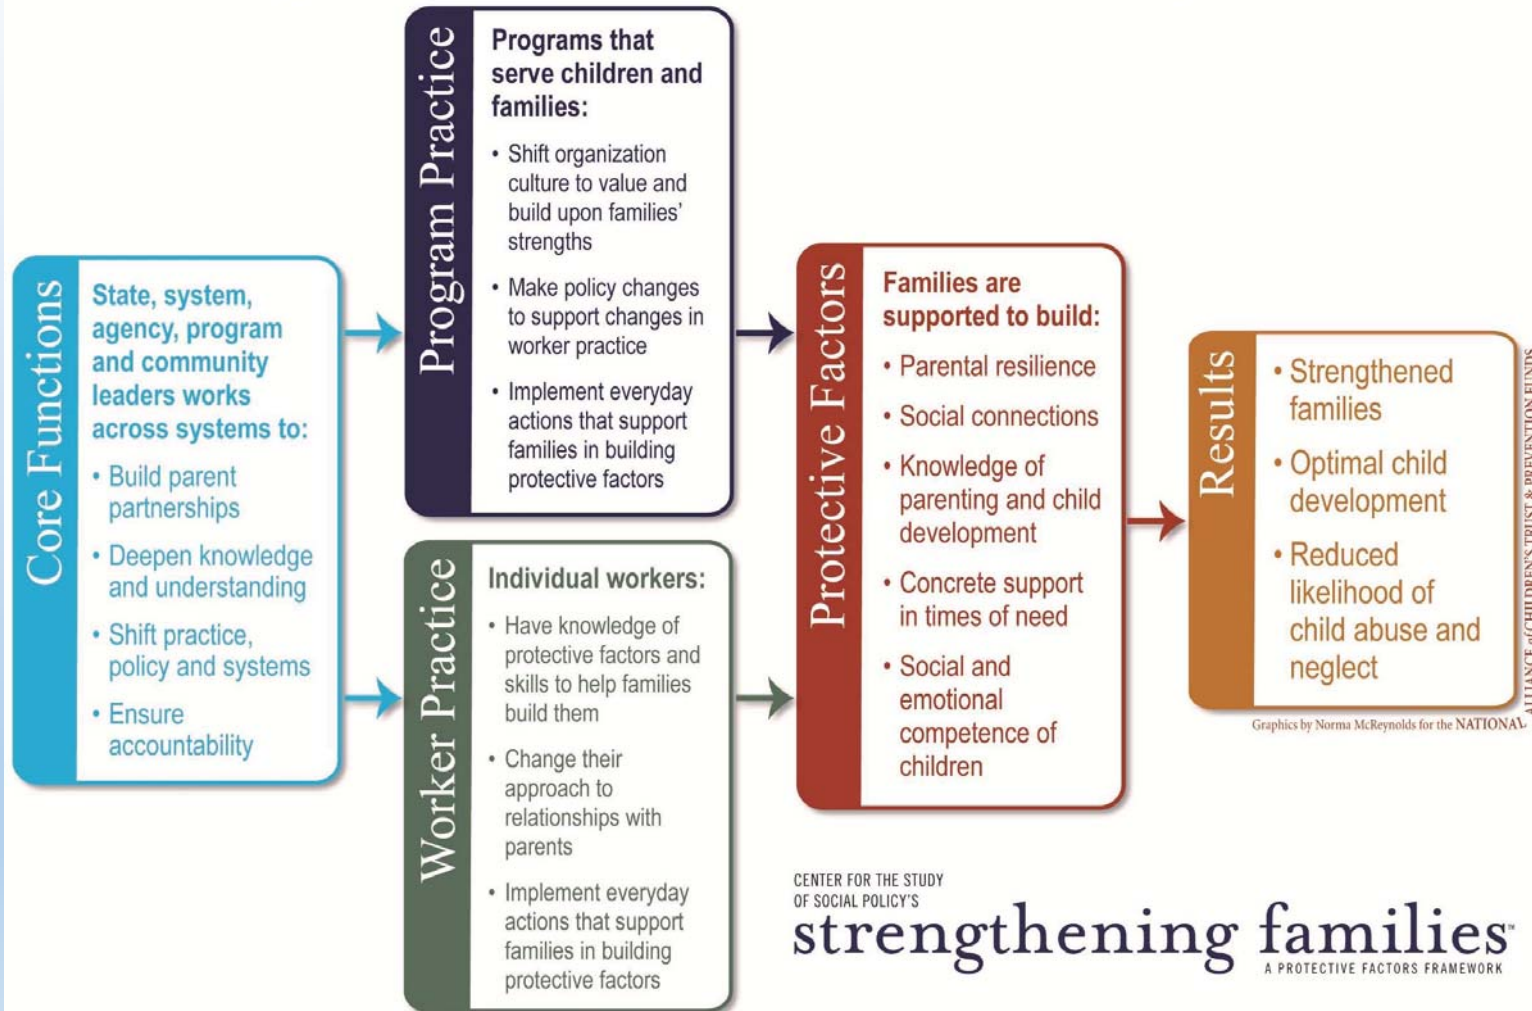 Core Functions
State, system,
agency, program
and community
leaders works
across systems to:
• Build parent
partnerships
• Deepen knowledge
and understanding
• Shift practice,
policy and systems
• Ensure
accountability
Program Practice
Programs that
serve children and
families:
• Shift organization
culture to value and
build upon families'
strengths
• Make policy changes
to support changes in
worker practice
• Implement everyday
actions that support
families in building
protective factors
Worker Practice
Individual workers:
• Have knowledge of
protective factors and
skills to help families
build them
• Change their
approach to
relationships with
parents
• Implement everyday
actions that support
families in building
protective factors
Protective Factors
Families are
supported to build:
• Parental resilience
• Social connections
• Knowledge of
parenting and child
development
• Concrete support
in times of need
• Social and
emotional
competence of
children
Results
• Strengthened
families
• Optimal child
development
• Reduced
likelihood of
child abuse and
neglect
Graphics by Norma McReynolds for the NATIONAL
ALLIANCE of CHILDREN'S TRUST & PREVENTION FUNDS
CENTER FOR THE STUDY
OF SOCIAL POLICY'S
strengthening families™
A PROTECTIVE FACTORS FRAMEWORK